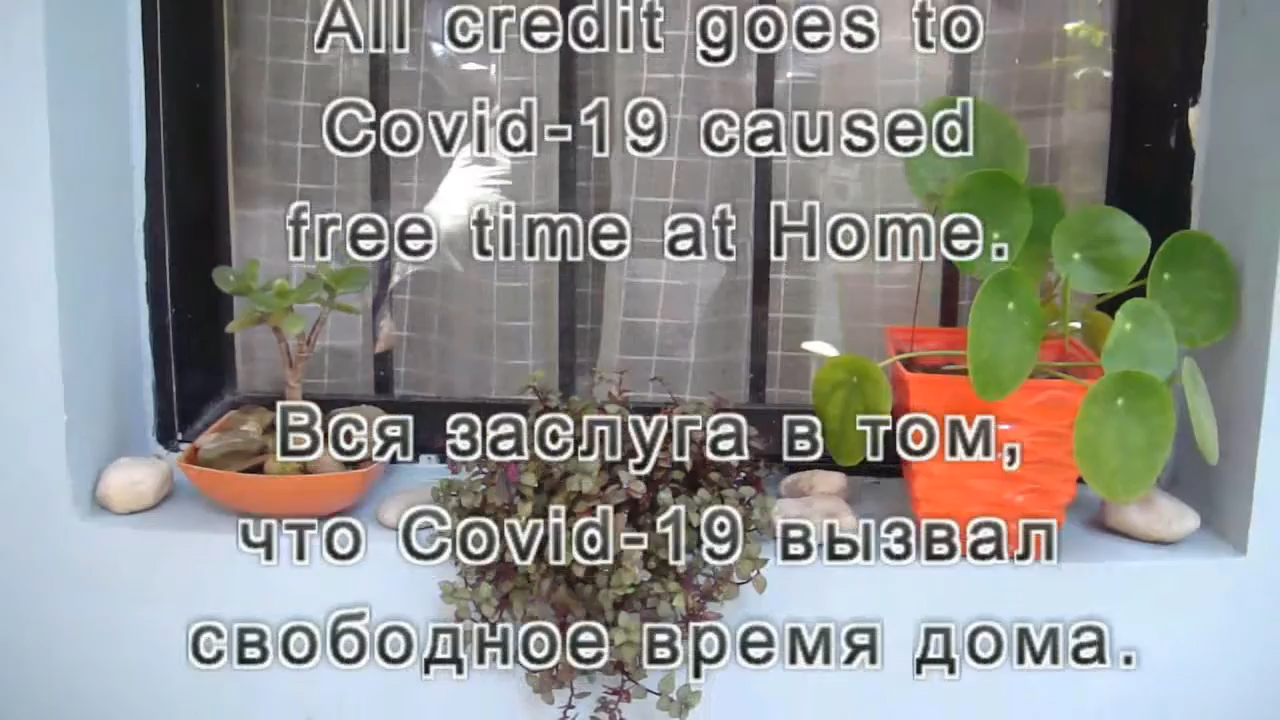 All credit goes to
Covid-19 caused
free time at Home.
Вся заслуга в том,
что Covid-19 вызвал
свободное время дома.